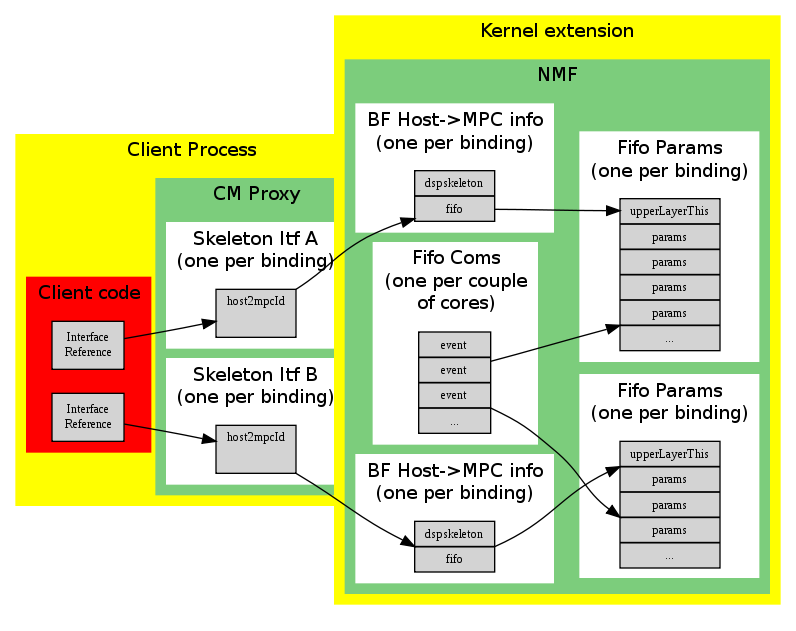 Kernel extension
NMF
BF Host->MPC info
(one per binding)
dspskeleton
fifo
Fifo Params
(one per binding)
upperLayerThis
params
params
params
params
...
Client Process
CM Proxy
Skeleton Itf A
(one per binding)
host2mpcId
Client code
Interface
Reference
Interface
Reference
Skeleton Itf B
(one per binding)
host2mpcId
Fifo Coms
(one per couple
of cores)
event
event
event
...
BF Host->MPC info
(one per binding)
dspskeleton
fifo
Fifo Params
(one per binding)
upperLayerThis
params
params
params
...